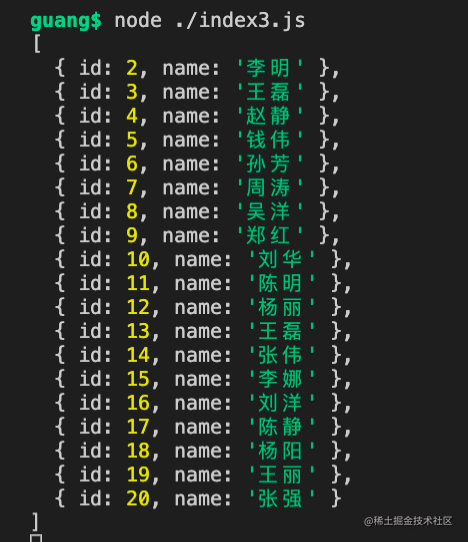 guang$ node ./index3.js
[
  { id: 2, name: '李明' },
  { id: 3, name: '王磊' },
  { id: 4, name: '赵静' },
  { id: 5, name: '钱伟' },
  { id: 6, name: '孙芳' },
  { id: 7, name: '周涛' },
  { id: 8, name: '吴洋' },
  { id: 9, name: '郑红' },
  { id: 10, name: '刘华' },
  { id: 11, name: '陈明' },
  { id: 12, name: '杨丽' },
  { id: 13, name: '王磊' },
  { id: 14, name: '张伟' },
  { id: 15, name: '李娜' },
  { id: 16, name: '刘洋' },
  { id: 17, name: '陈静' },
  { id: 18, name: '杨阳' },
  { id: 19, name: '王丽' },
  { id: 20, name: '张强' }
]
@稀土掘金技术社区